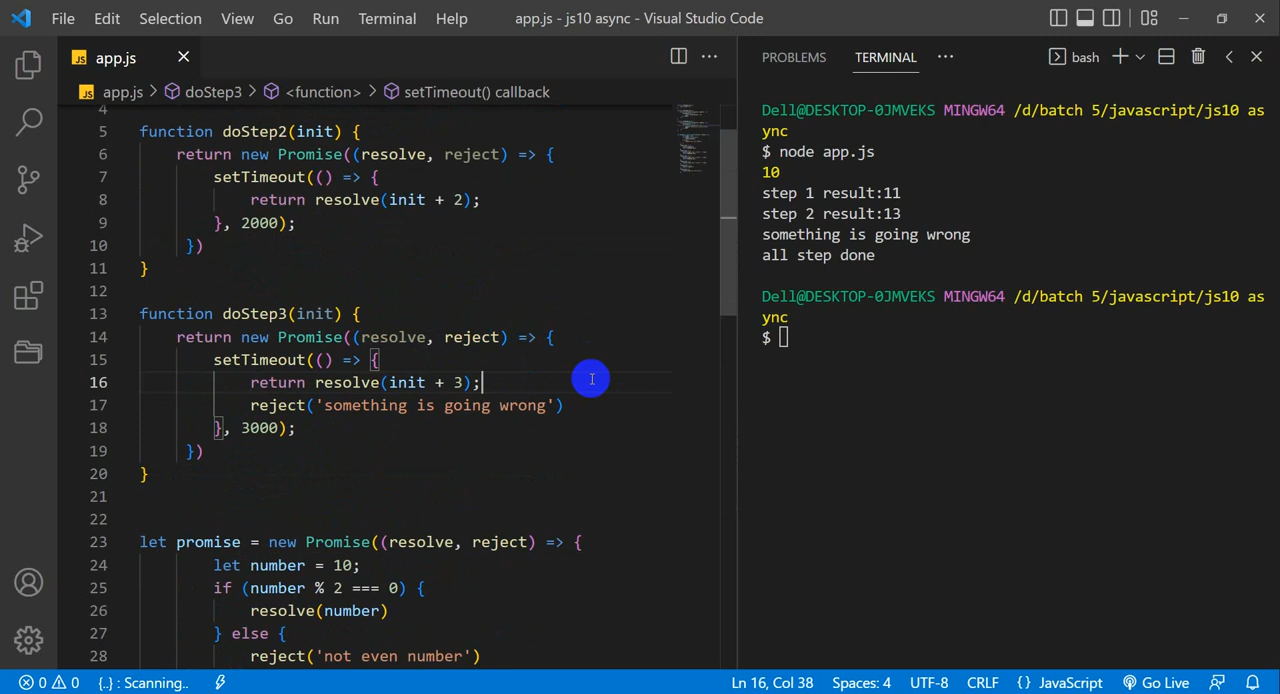 File Edit Selection View Go Run Terminal Help app.js - js10 async - Visual Studio Code
JS app.js
JS app.js > doStep3 > <function> > setTimeout() callback
4
5 function doStep2(init) {
6 return new Promise((resolve, reject) => {
7 setTimeout(() => {
8 return resolve(init + 2);
9 }, 2000);
10 })
11 }
12
13 function doStep3(init) {
14 return new Promise((resolve, reject) => {
15 setTimeout(() => {
16 return resolve(init + 3);
17 reject('something is going wrong')
18 }, 3000);
19 })
20 }
21
22
23 let promise = new Promise((resolve, reject) => {
24 let number = 10;
25 if (number % 2 === 0) {
26 resolve(number)
27 } else {
28 reject('not even number')
PROBLEMS TERMINAL ··· bash
Dell@DESKTOP-0JMVEKS MINGW64 /d/batch 5/javascript/js10 as
ync
$ node app.js
10
step 1 result:11
step 2 result:13
something is going wrong
all step done
Dell@DESKTOP-0JMVEKS MINGW64 /d/batch 5/javascript/js10 as
ync
$
0 0 {..} : Scanning.. Ln 16, Col 38 Spaces: 4 UTF-8 CRLF {} JavaScript Go Live